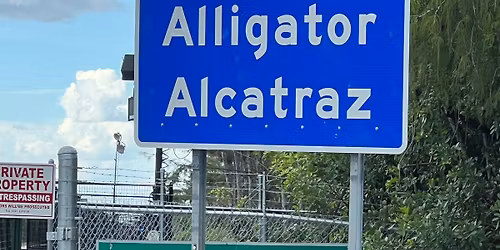 Alligator
Alcatraz
PRIVATE
PROPERTY
TRESPASSING